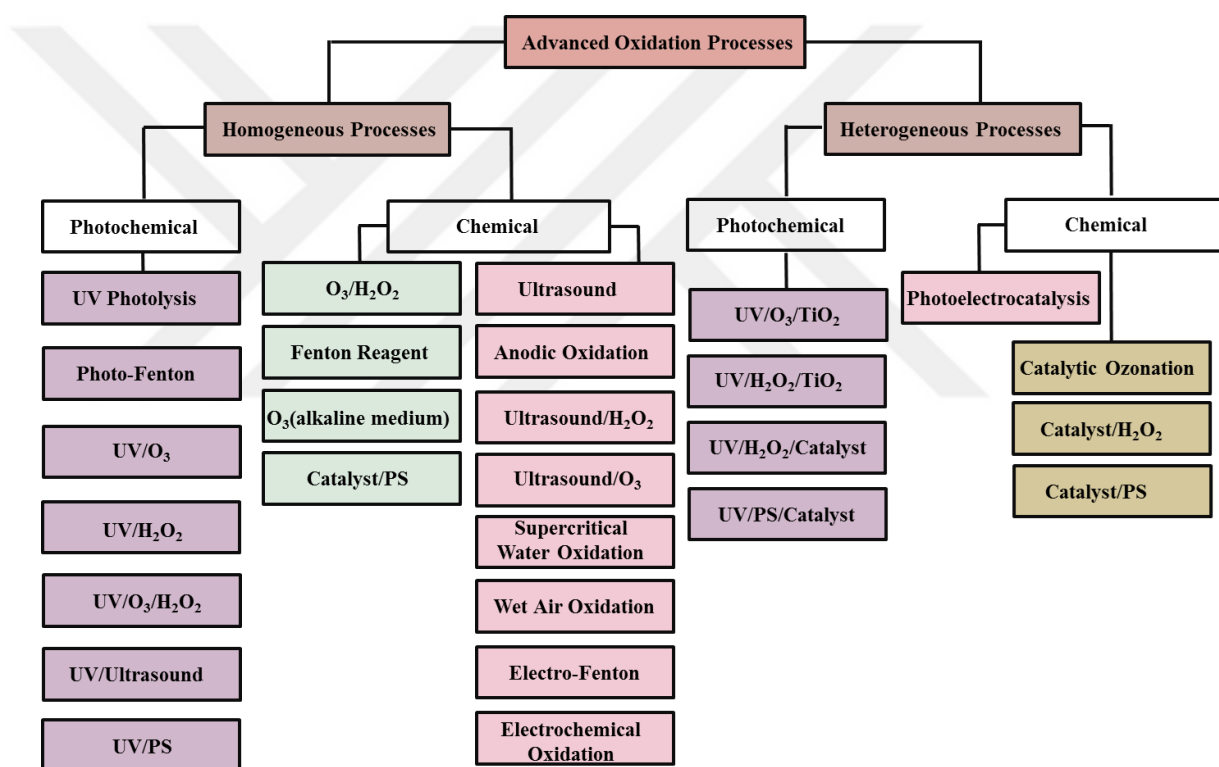 Advanced Oxidation Processes
Homogeneous Processes
Heterogeneous Processes
Photochemical
Chemical
Photochemical
Chemical
UV Photolysis
Photo-Fenton
UV/O₃
UV/H₂O₂
UV/O₃/H₂O₂
UV/Ultrasound
UV/PS
O₃/H₂O₂
Fenton Reagent
O₃(alkaline medium)
Catalyst/PS
Ultrasound
Anodic Oxidation
Ultrasound/H₂O₂
Ultrasound/O₃
Supercritical
Water Oxidation
Wet Air Oxidation
Electro-Fenton
Electrochemical
Oxidation
UV/O₃/TiO₂
UV/H₂O₂/TiO₂
UV/H₂O₂/Catalyst
UV/PS/Catalyst
Photoelectrocatalysis
Catalytic Ozonation
Catalyst/H₂O₂
Catalyst/PS